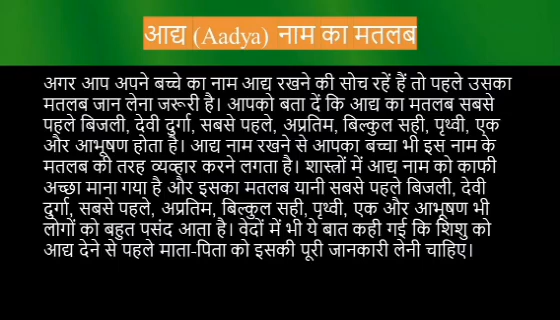 आद्य (Aadya) नाम का मतलब
अगर आप अपने बच्चे का नाम आद्य रखने की सोच रहें हैं तो पहले उसका
मतलब जान लेना जरूरी है। आपको बता दें कि आद्य का मतलब सबसे
पहले बिजली, देवी दुर्गा, सबसे पहले, अप्रतिम, बिल्कुल सही, पृथ्वी, एक
और आभूषण होता है। आद्य नाम रखने से आपका बच्चा भी इस नाम के
मतलब की तरह व्यव्हार करने लगता है। शास्त्रों में आद्य नाम को काफी
अच्छा माना गया है और इसका मतलब यानी सबसे पहले बिजली, देवी
दुर्गा, सबसे पहले, अप्रतिम, बिल्कुल सही, पृथ्वी, एक और आभूषण भी
लोगों को बहुत पसंद आता है। वेदों में भी ये बात कही गई कि शिशु को
आद्य देने से पहले माता-पिता को इसकी पूरी जानकारी लेनी चाहिए।